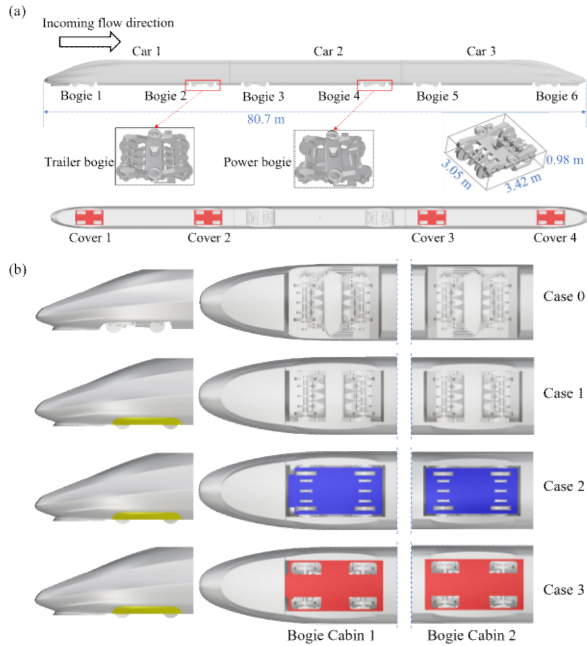 (a)
Incoming flow direction
Car 1
Car 2
Car 3
Bogie 1
Bogie 2
Bogie 3
Bogie 4
Bogie 5
Bogie 6
80.7 m
Trailer bogie
Power bogie
3.05 m
3.42 m
0.98 m
Cover 1
Cover 2
Cover 3
Cover 4
(b)
Case 0
Case 1
Case 2
Case 3
Bogie Cabin 1
Bogie Cabin 2